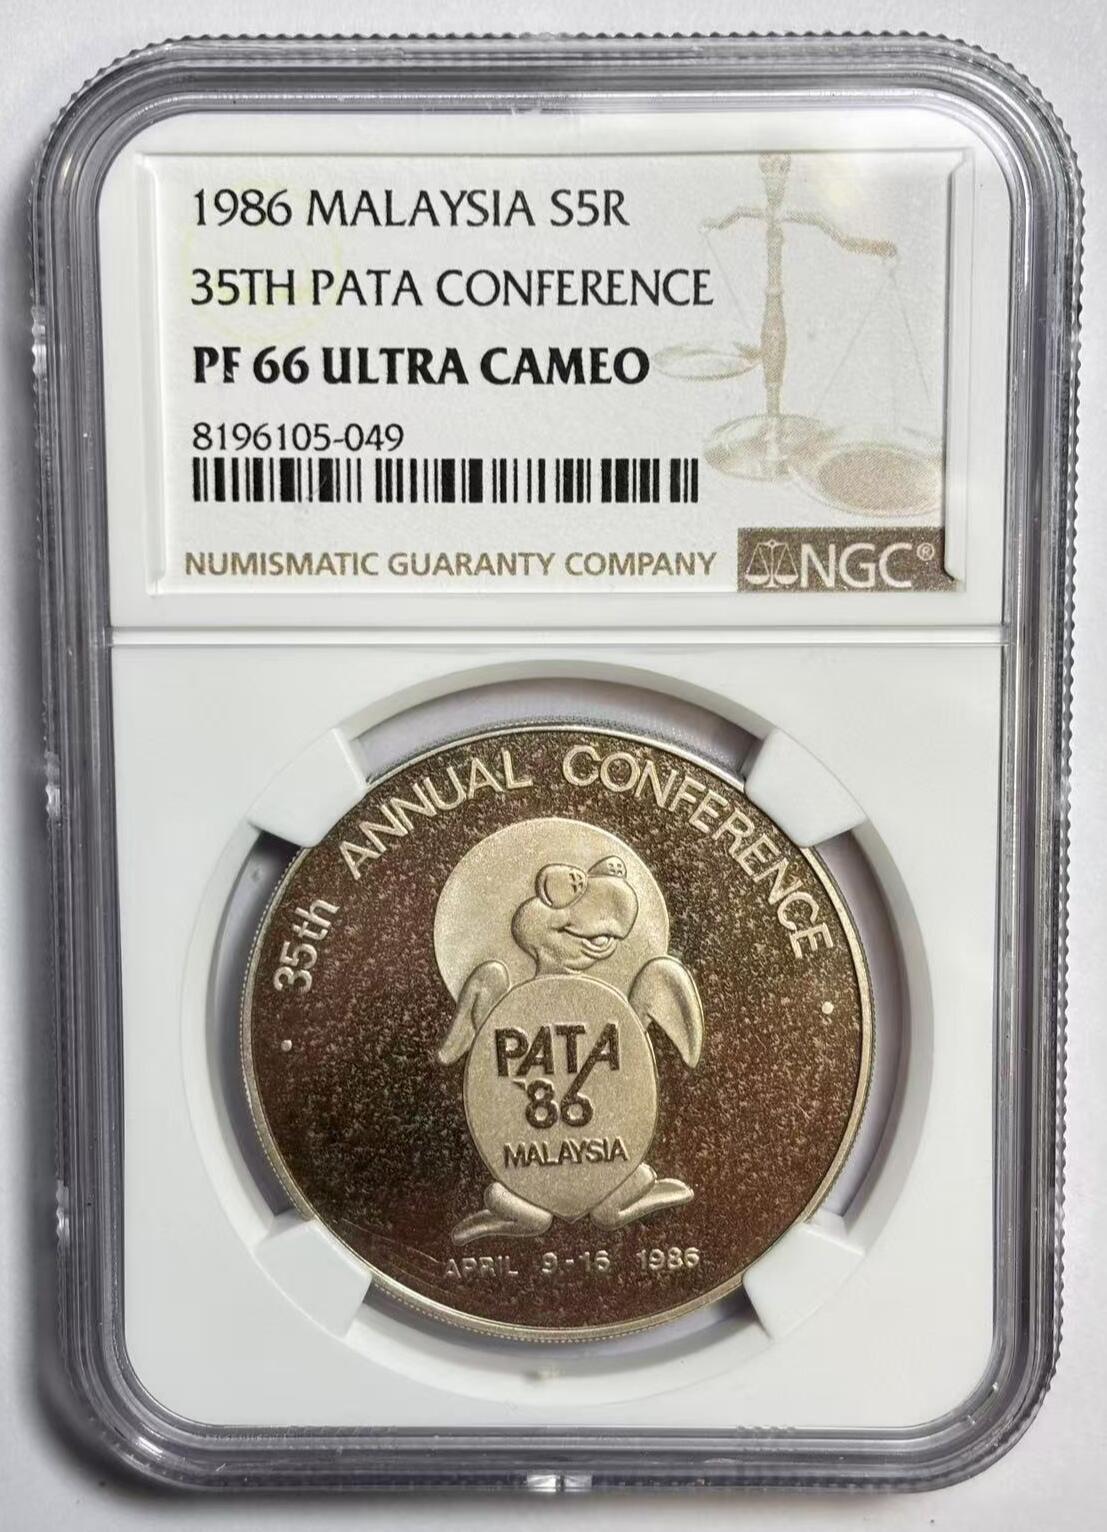 1986 MALAYSIA S5R
35TH PATA CONFERENCE
PF 66 ULTRA CAMEO
8196105-049
NUMISMATIC GUARANTY COMPANY
NGC®
35th ANNUAL CONFERENCE
PATA
'86
MALAYSIA
APRIL 9-16 1986